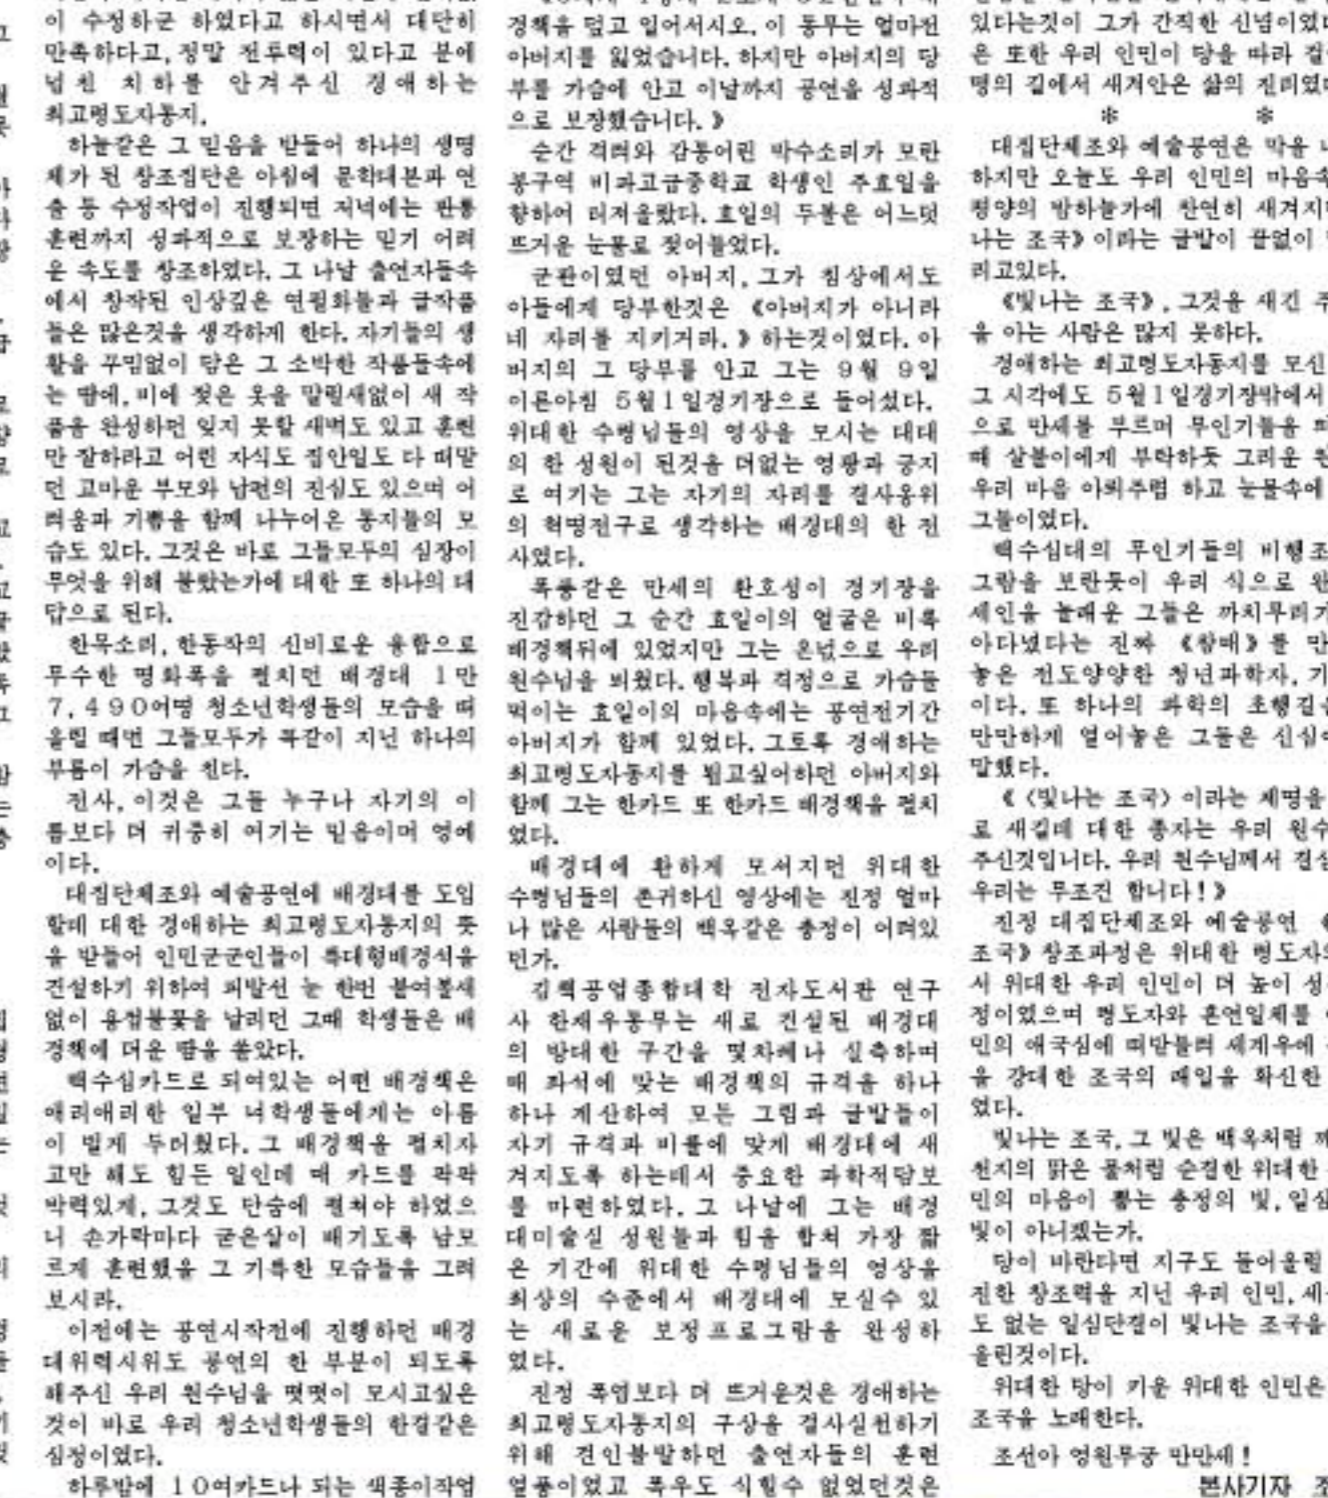 이 수정하군 하였다고 하시면서 대단히
만족하다고, 정말 전투력이 있다고 분에
넘친 치하를 안겨주신 경애하는
최고령도자동지.
하늘같은 그 믿음을 받들어 하나의 생명
체가 된 창조집단은 아침에 문학대본과 연
출 등 수정작업이 진행되면 저녁에는 관통
훈련까지 성과적으로 보장하는 믿기 어려
운 속도를 창조하였다. 그 나날 출연자들속
에서 창작된 인상깊은 연필화들과 글작품
들은 많은것을 생각하게 한다. 자기들의 생
활을 꾸밈없이 담은 그 소박한 작품들속에
는 땀에, 비에 젖은 옷을 말릴새없이 새 작
품을 완성하던 잊지 못할 새벽도 있고 훈련
만 잘하라고 어린 자식도 집안일도 다 떠맡
던 고마운 부모와 남편의 진심도 있으며 어
려움과 기쁨을 함께 나누어온 동지들의 모
습도 있다. 그것은 바로 그들모두의 심장이
무엇을 위해 불탔는가에 대한 또 하나의 대
답으로 된다.
한목소리, 한동작의 신비로운 융합으로
무수한 명화폭을 펼치던 배경대 1만
7,490여명 청소년학생들의 모습을 떠
올릴 때면 그들모두가 똑같이 지닌 하나의
부름이 가슴을 친다.
전사, 이것은 그들 누구나 자기의 이
름보다 더 귀중히 여기는 믿음이며 영예
이다.
대집단체조와 예술공연에 배경대를 도입
할데 대한 경애하는 최고령도자동지의 뜻
을 받들어 인민군군인들이 특대형배경석을
건설하기 위하여 피발선 눈 한번 붙여볼새
없이 용접불꽃을 날리던 그때 학생들은 배
경책에 더운 땀을 쏟았다.
백수십카드로 되여있는 어떤 배경책은
애리애리한 일부 녀학생들에게는 아름
이 벌게 두터웠다. 그 배경책을 펼치자
고만 해도 힘든 일인데 매 카드를 팍팍
박력있게, 그것도 단숨에 펼쳐야 하였으
니 손가락마다 굳은살이 배기도록 남모
르게 훈련했을 그 기특한 모습들을 그려
보시라.
이전에는 공연시작전에 진행하던 배경
대위력시위도 공연의 한 부분이 되도록
해주신 우리 원수님을 떳떳이 모시고싶은
것이 바로 우리 청소년학생들의 한결같은
심정이였다.
하루밤에 10여카드나 되는 색종이작업
정책을 덮고 일어서시오. 이 동무는 얼마전
아버지를 잃었습니다. 하지만 아버지의 당
부를 가슴에 안고 이날까지 공연을 성과적
으로 보장했습니다.》
순간 격려와 감동어린 박수소리가 모란
봉구역 비파고급중학교 학생인 주효일을
향하여 터져올랐다. 효일의 두볼은 어느덧
뜨거운 눈물로 젖어들었다.
군관이였던 아버지, 그가 침상에서도
아들에게 당부한것은 《아버지가 아니라
네 자리를 지키거라.》 하는것이였다. 아
버지의 그 당부를 안고 그는 9월 9일
이른아침 5월1일경기장으로 들어섰다.
위대한 수령님들의 영상을 모시는 대대
의 한 성원이 된것을 더없는 영광과 긍지
로 여기는 그는 자기의 자리를 결사옹위
의 혁명전구로 생각하는 배경대의 한 전
사였다.
폭풍같은 만세의 환호성이 경기장을
진감하던 그 순간 효일이의 얼굴은 비록
배경책뒤에 있었지만 그는 온넋으로 우리
원수님을 뵈웠다. 행복과 격정으로 가슴들
먹이는 효일이의 마음속에는 공연전기간
아버지가 함께 있었다. 그토록 경애하는
최고령도자동지를 뵙고싶어하던 아버지와
함께 그는 한카드 또 한카드 배경책을 펼치
였다.
배경대에 환하게 모셔지던 위대한
수령님들의 존귀하신 영상에는 진정 얼마
나 많은 사람들의 백옥같은 충정이 어려있
던가.
김책공업종합대학 전자도서관 연구
사 한재우동무는 새로 건설된 배경대
의 방대한 구간을 몇차례나 실측하며
매 좌석에 맞는 배경책의 규격을 하나
하나 계산하여 모든 그림과 글발들이
자기 규격과 비률에 맞게 배경대에 새
겨지도록 하는데서 중요한 과학적담보
를 마련하였다. 그 나날에 그는 배경
대미술실 성원들과 힘을 합쳐 가장 짧
은 기간에 위대한 수령님들의 영상을
최상의 수준에서 배경대에 모실수 있
는 새로운 보정프로그람을 완성하
였다.
진정 폭염보다 더 뜨거운것은 경애하는
최고령도자동지의 구상을 결사실천하기
위해 견인불발하던 출연자들의 훈련
열풍이였고 폭우도 식힐수 없었던것은
있다는것이 그가 간직한 신념이였다
은 또한 우리 인민이 당을 따라 걸
명의 길에서 새겨안은 삶의 진리였다
* *
대집단체조와 예술공연은 막을 내
하지만 오늘도 우리 인민의 마음속
평양의 밤하늘가에 찬연히 새겨지
나는 조국》이라는 글발이 끝없이
리고있다.
《빛나는 조국》, 그것을 새긴 주
을 아는 사람은 많지 못하다.
경애하는 최고령도자동지를 모신
그 시각에도 5월1일경기장밖에서
으로 만세를 부르며 무인기들을 띠
때 살붙이에게 부탁하듯 그리운 원
우리 마음 아뢰주렴 하고 눈물속에
그들이였다.
백수십대의 무인기들의 비행조
그람을 보란듯이 우리 식으로 완
세인을 놀래운 그들은 까치무리가
아다녔다는 진짜 《참매》를 만
놓은 전도양양한 청년과학자, 기
이다. 또 하나의 과학의 초행길을
만만하게 열어놓은 그들은 신심에
말했다.
《〈빛나는 조국〉이라는 제명을
로 새길데 대한 종자는 우리 원수
주신것입니다. 우리 원수님께서 결심
우리는 무조건 합니다!》
진정 대집단체조와 예술공연 《
조국》창조과정은 위대한 령도자의
서 위대한 우리 인민이 더 높이 성
정이였으며 령도자와 혼연일체를
민의 애국심에 떠받들려 세계우에
을 강대한 조국의 래일을 확신한
였다.
빛나는 조국, 그 빛은 백옥처럼 깨
천지의 맑은 물처럼 순결한 위대한
민의 마음이 뿜는 충정의 빛, 일심
빛이 아니겠는가.
당이 바란다면 지구도 들어올릴
진한 창조력을 지닌 우리 인민, 세
도 없는 일심단결이 빛나는 조국을
올린것이다.
위대한 당이 키운 위대한 인민은
조국을 노래한다.
조선아 영원무궁 만만세!
본사기자 조